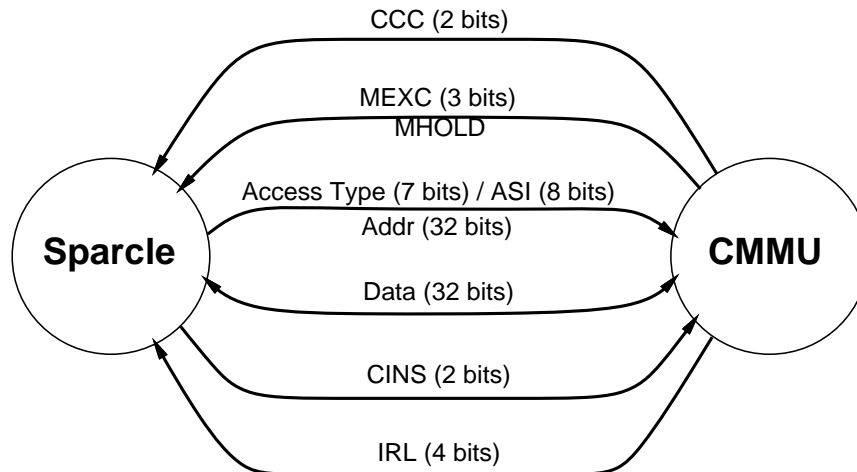 CCC (2 bits)
MEXC (3 bits)
MHOLD
Access Type (7 bits) / ASI (8 bits)
Addr (32 bits)
Sparcle
CMMU
Data (32 bits)
CINS (2 bits)
IRL (4 bits)